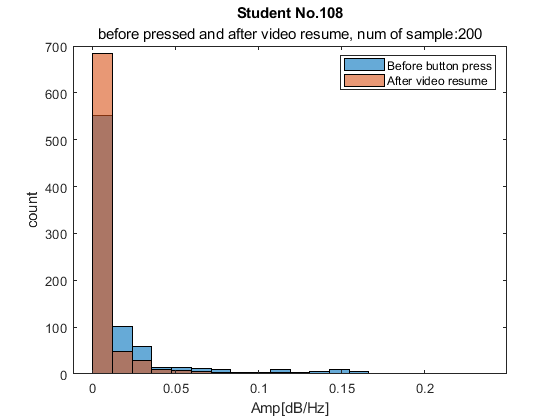 Student No.108
before pressed and after video resume, num of sample:200
700
600
500
400
300
200
100
0
count
Before button press
After video resume
0
0.05
0.1
0.15
0.2
Amp[dB/Hz]